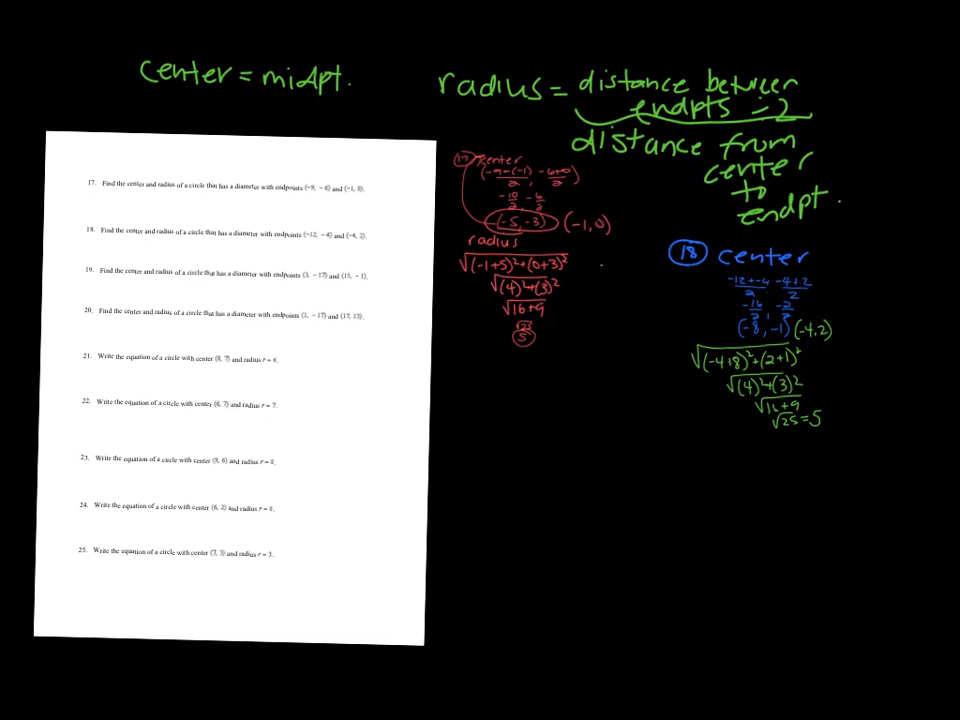 center = midpt.
radius = distance between
endpts ÷ 2
distance from
center
to
endpt.
17. Find the center and radius of a circle that has a diameter with endpoints (−9, −6) and (−1, 0).
18. Find the center and radius of a circle that has a diameter with endpoints (−12, −4) and (−4, 2).
19. Find the center and radius of a circle that has a diameter with endpoints (3, −17) and (15, −1).
20. Find the center and radius of a circle that has a diameter with endpoints (1, −17) and (17, 13).
21. Write the equation of a circle with center (8, 7) and radius r = 6.
22. Write the equation of a circle with center (6, 7) and radius r = 7.
23. Write the equation of a circle with center (9, 6) and radius r = 8.
24. Write the equation of a circle with center (6, 2) and radius r = 8.
25. Write the equation of a circle with center (7, 3) and radius r = 3.
17 center
-9+(-1)/2, -6+0/2
-10/2, -6/2
(-5, -3) (-1, 0)
radius
√(-1+5)²+(0+3)²
√(4)²+(3)²
√16+9
√25
5
18 center
-12+-4/2, -4+2/2
-16/2, -2/2
(-8, -1) (-4, 2)
√(-4+8)²+(2+1)²
√(4)²+(3)²
√16+9
√25 = 5